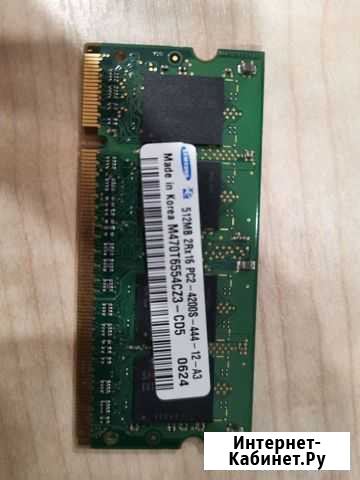 SAMSUNG
512MB 2Rx16 PC2-4200S-444-12-A3
M470T6554CZ3-CD5 0624
Made in Korea
Интернет-
Кабинет.Ру